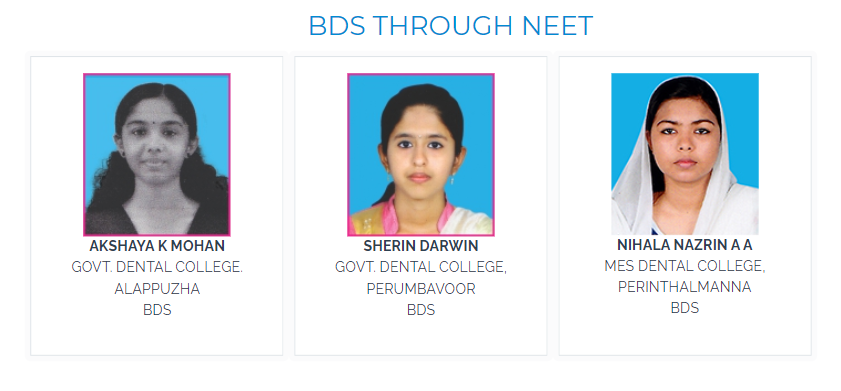 BDS THROUGH NEET
AKSHAYA K MOHAN
GOVT. DENTAL COLLEGE.
ALAPPUZHA
BDS
SHERIN DARWIN
GOVT. DENTAL COLLEGE,
PERUMBAVOOR
BDS
NIHALA NAZRIN A A
MES DENTAL COLLEGE,
PERINTHALMANNA
BDS